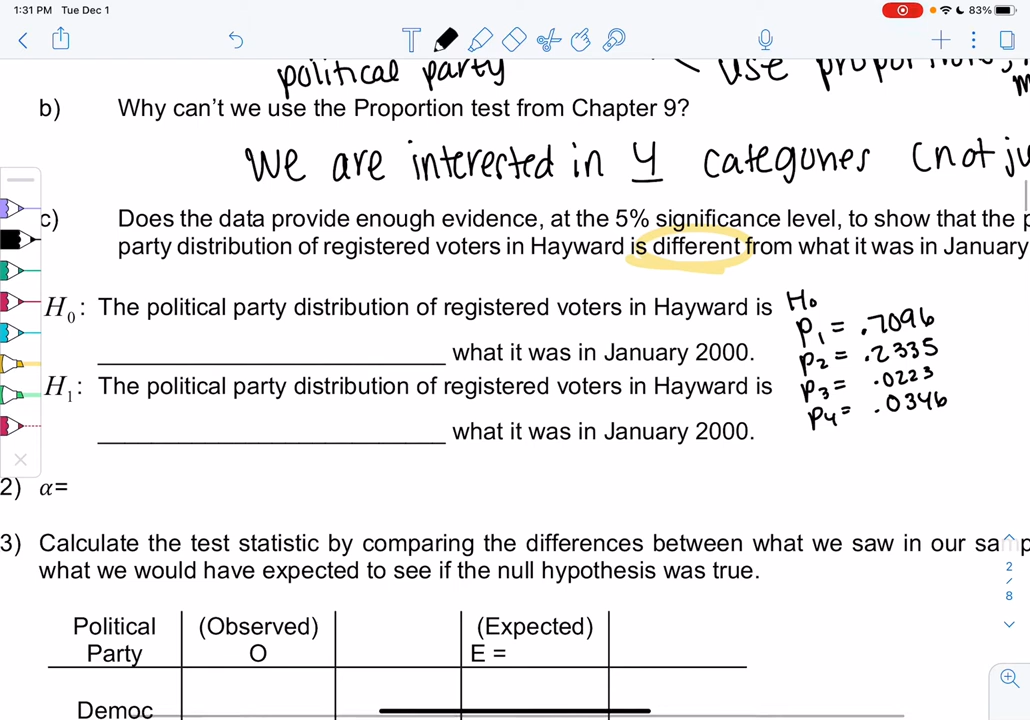 1:31 PM Tue Dec 1
83%
political party
use
b) Why can't we use the Proportion test from Chapter 9?
We are interested in 4 categories (not
c) Does the data provide enough evidence, at the 5% significance level, to show that the
party distribution of registered voters in Hayward is different from what it was in January
H₀: The political party distribution of registered voters in Hayward is
______ what it was in January 2000.
H₁: The political party distribution of registered voters in Hayward is
______ what it was in January 2000.
H₀
p₁ = .7096
p₂ = .2335
p₃ = .0223
p₄ = .0346
2) α=
3) Calculate the test statistic by comparing the differences between what we saw in our
what we would have expected to see if the null hypothesis was true.
Political Party
(Observed) O
(Expected) E =
Democ
2 / 8